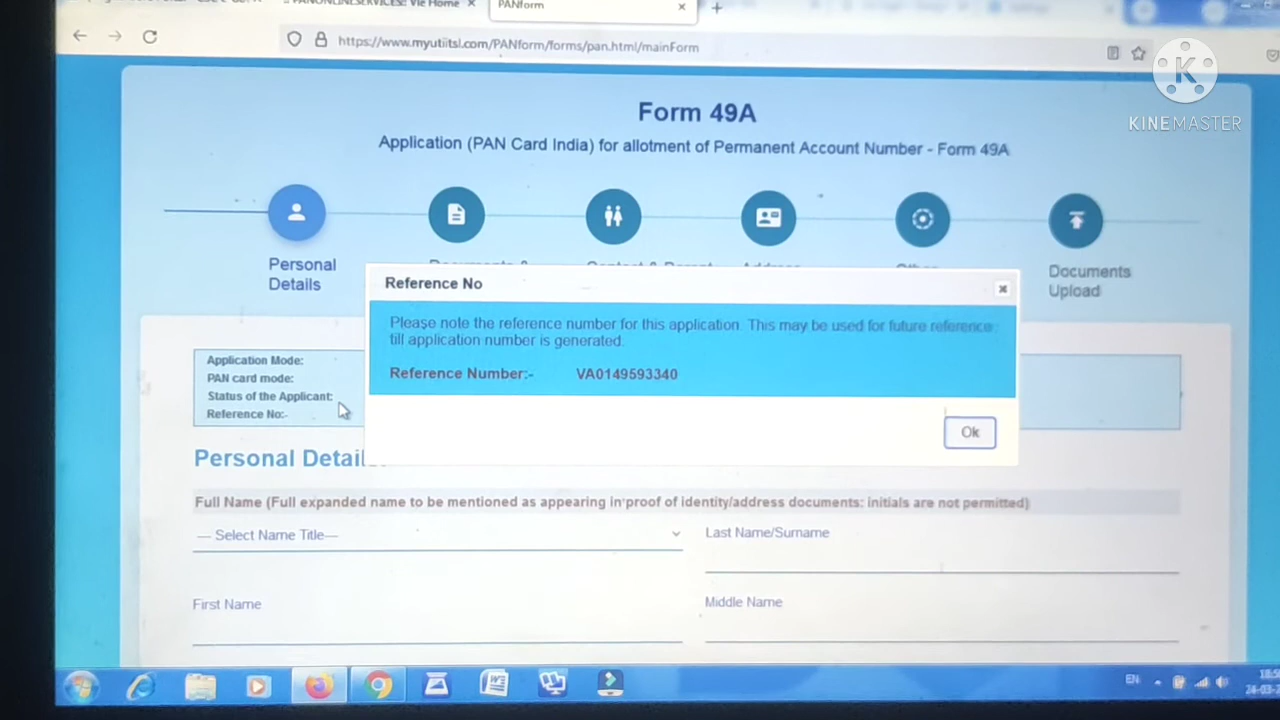 PANONLINESERVICES: Vle Home
PANform
https://www.myutiitsl.com/PANform/forms/pan.html/mainForm
K
KINEMASTER
Form 49A
Application (PAN Card India) for allotment of Permanent Account Number - Form 49A
Personal
Details
Documents
Upload
Reference No
Please note the reference number for this application. This may be used for future reference
till application number is generated.
Reference Number:- VA0149593340
Ok
Application Mode:
PAN card mode:
Status of the Applicant:
Reference No:-
Personal
Full Name (Full expanded name to be mentioned as appearing in proof of identity/address documents: initials are not permitted)
--- Select Name Title---
Last Name/Surname
First Name
Middle Name
EN